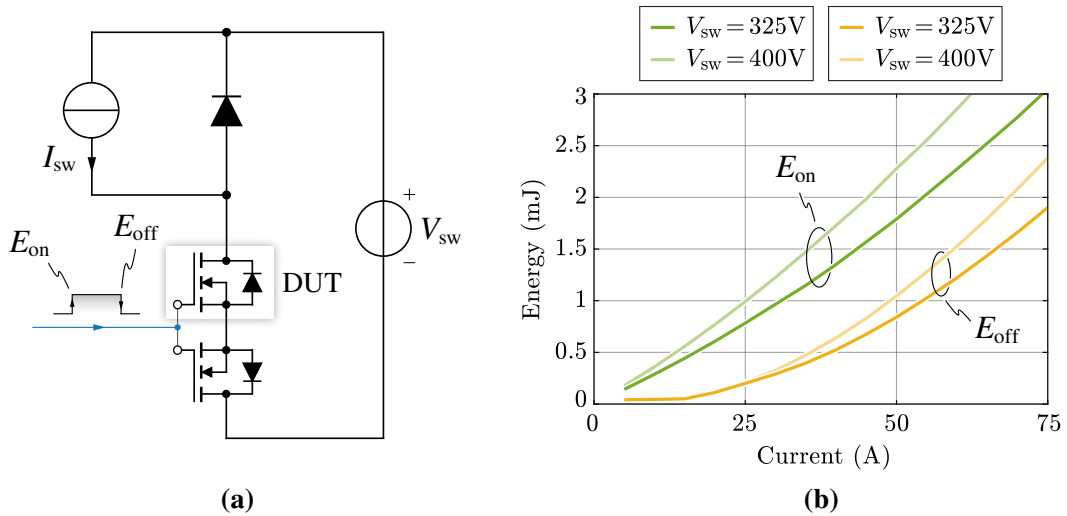 I_sw
E_on
E_off
DUT
+
V_sw
−
(a)
V_sw = 325V
V_sw = 400V
V_sw = 325V
V_sw = 400V
Energy (mJ)
3
2.5
2
1.5
1
0.5
0
E_on
E_off
0
25
50
75
Current (A)
(b)